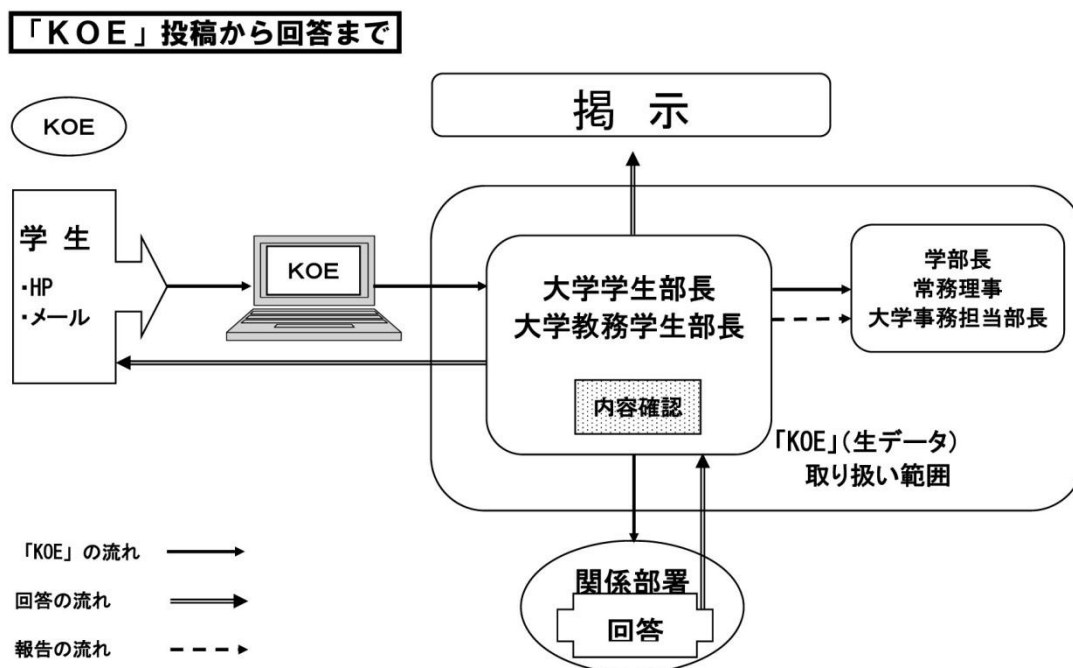 「ＫＯＥ」投稿から回答まで
掲 示
KOE
学 生
・HP
・メール
KOE
大学学生部長
大学教務学生部長
内容確認
学部長
常務理事
大学事務担当部長
「KOE」（生データ）
取り扱い範囲
関係部署
回答
「KOE」の流れ
回答の流れ
報告の流れ